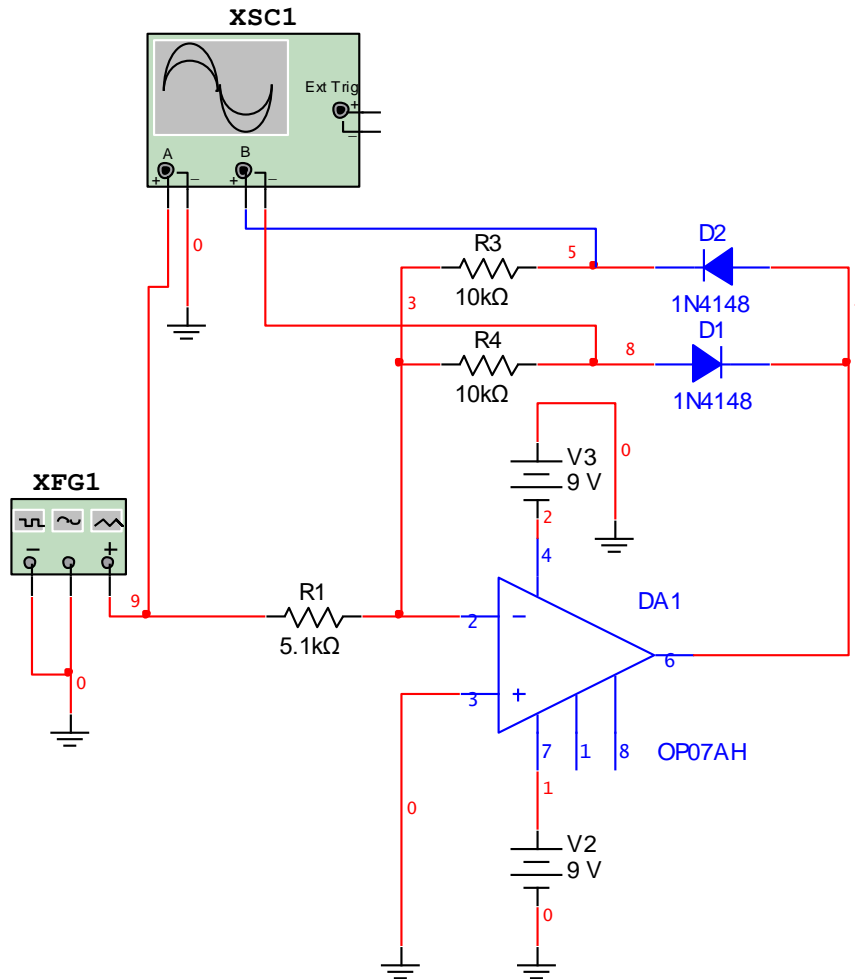 XSC1
Ext Trig
+
_
A
B
+
_
+
_
0
R3
10kΩ
5
D2
1N4148
3
R4
10kΩ
8
D1
1N4148
V3
9 V
0
2
XFG1
−
+
9
0
R1
5.1kΩ
4
DA1
2
−
6
3
+
7
1
8
OP07AH
0
1
V2
9 V
0